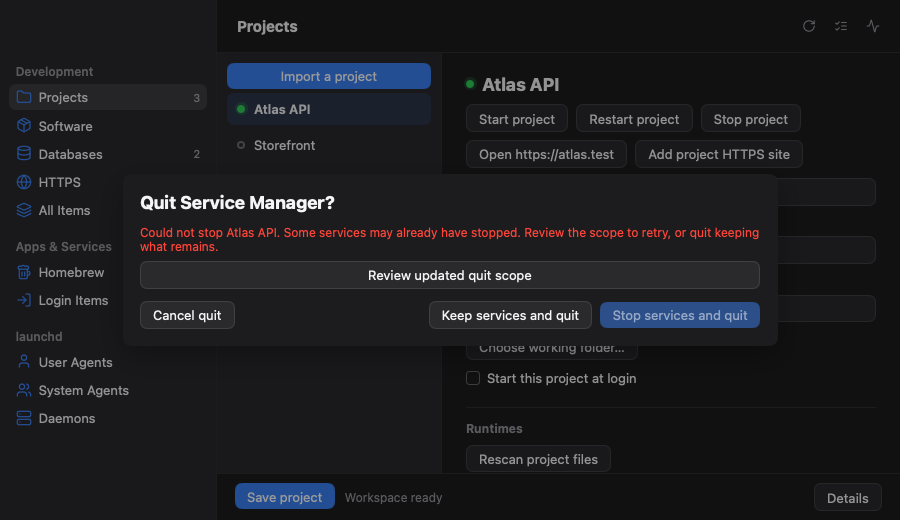 Projects
Development
Projects 3
Software
Databases 2
HTTPS
All Items
Apps & Services
Homebrew
Login Items
launchd
User Agents
System Agents
Daemons
Import a project
Atlas API
Storefront
Atlas API
Start project
Restart project
Stop project
Open https://atlas.test
Add project HTTPS site
Quit Service Manager?
Could not stop Atlas API. Some services may already have stopped. Review the scope to retry, or quit keeping
what remains.
Review updated quit scope
Cancel quit
Keep services and quit
Stop services and quit
Choose working folder...
Start this project at login
Runtimes
Rescan project files
Save project
Workspace ready
Details